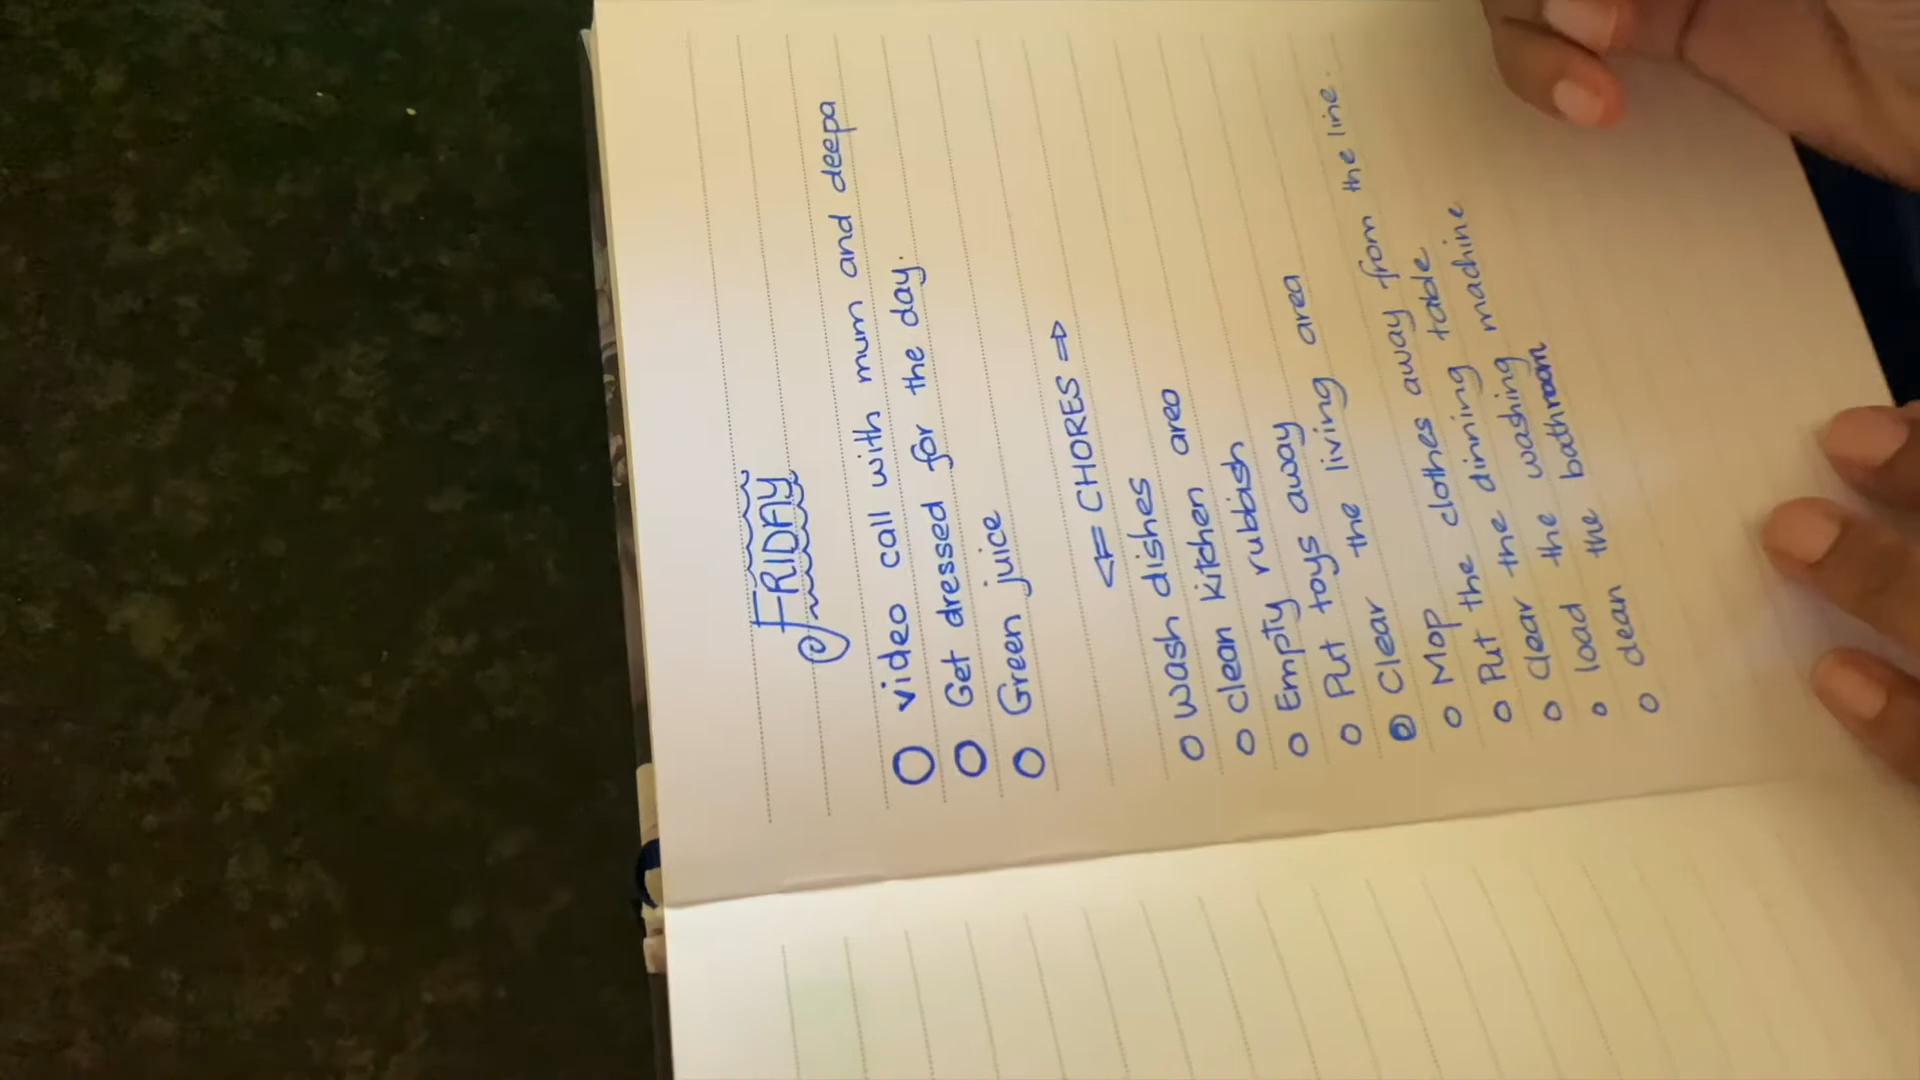 FRIDAY
○ video call with mum and deepa
○ Get dressed for the day.
○ Green juice
⇐ CHORES ⇒
○ wash dishes
○ clean kitchen area
○ Empty rubbish
○ Put toys away
○ Clear the living area
○ Mop
○ Put the clothes away from the line.
○ clear the dinning table
○ load the washing machine
○ clean the bathroom